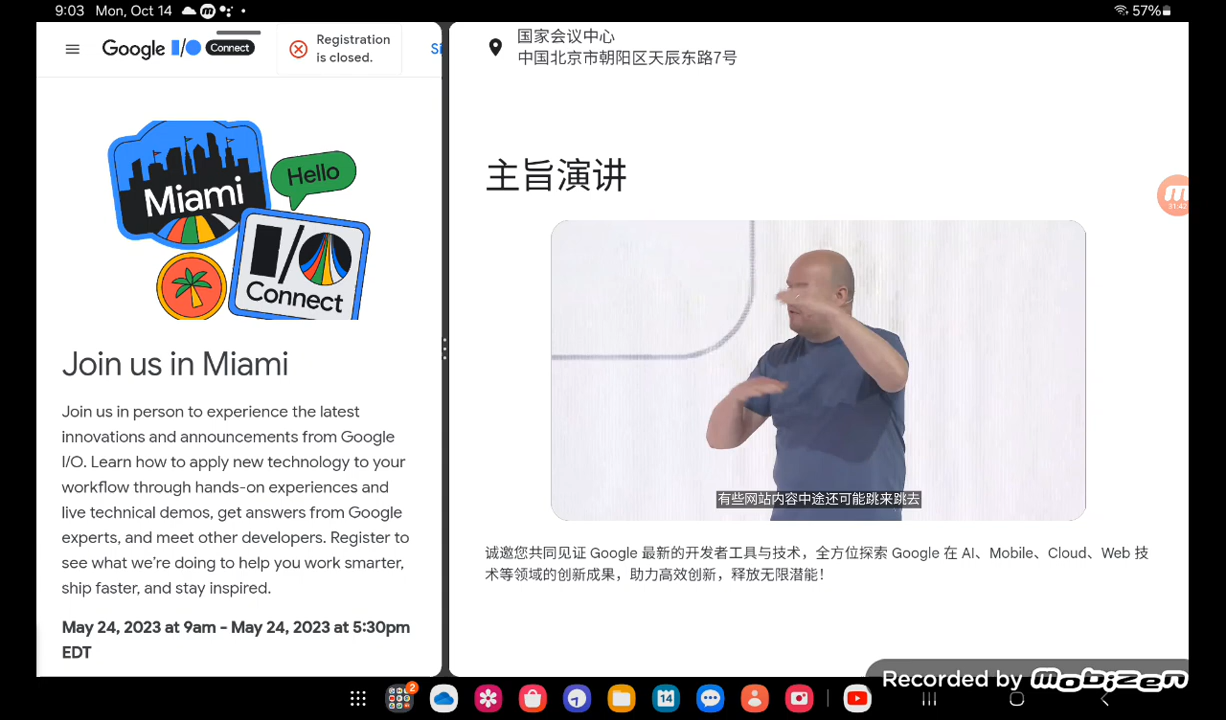 9:03 Mon, Oct 14
57%
Google I/O Connect
Registration
is closed.
Si
Miami
Hello
I/O
Connect
Join us in Miami
Join us in person to experience the latest
innovations and announcements from Google
I/O. Learn how to apply new technology to your
workflow through hands-on experiences and
live technical demos, get answers from Google
experts, and meet other developers. Register to
see what we’re doing to help you work smarter,
ship faster, and stay inspired.
May 24, 2023 at 9am - May 24, 2023 at 5:30pm
EDT
国家会议中心
中国北京市朝阳区天辰东路7号
主旨演讲
有些网站内容中途还可能跳来跳去
诚邀您共同见证 Google 最新的开发者工具与技术，全方位探索 Google 在 AI、Mobile、Cloud、Web 技
术等领域的创新成果，助力高效创新，释放无限潜能！
m
31:42
2
14
Recorded by mobizen